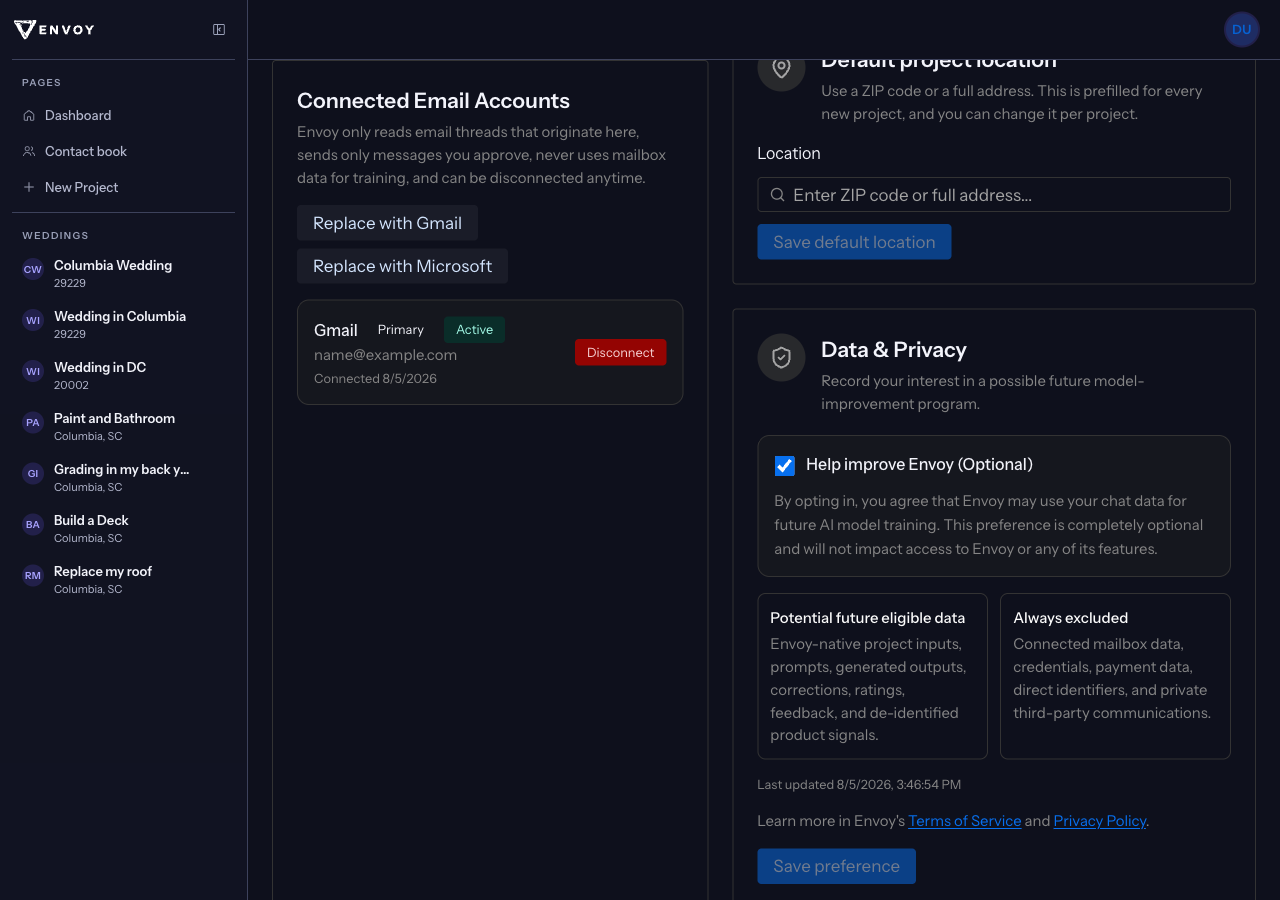 ENVOY
DU
PAGES
Dashboard
Contact book
New Project
WEDDINGS
CW
Columbia Wedding
29229
WI
Wedding in Columbia
29229
WI
Wedding in DC
20002
PA
Paint and Bathroom
Columbia, SC
GI
Grading in my back y...
Columbia, SC
BA
Build a Deck
Columbia, SC
RM
Replace my roof
Columbia, SC
Connected Email Accounts
Envoy only reads email threads that originate here,
sends only messages you approve, never uses mailbox
data for training, and can be disconnected anytime.
Replace with Gmail
Replace with Microsoft
Gmail Primary Active
name@example.com
Connected 8/5/2026
Disconnect
Default project location
Use a ZIP code or a full address. This is prefilled for every
new project, and you can change it per project.
Location
Enter ZIP code or full address...
Save default location
Data & Privacy
Record your interest in a possible future model-
improvement program.
Help improve Envoy (Optional)
By opting in, you agree that Envoy may use your chat data for
future AI model training. This preference is completely optional
and will not impact access to Envoy or any of its features.
Potential future eligible data
Envoy-native project inputs,
prompts, generated outputs,
corrections, ratings,
feedback, and de-identified
product signals.
Always excluded
Connected mailbox data,
credentials, payment data,
direct identifiers, and private
third-party communications.
Last updated 8/5/2026, 3:46:54 PM
Learn more in Envoy's Terms of Service and Privacy Policy.
Save preference